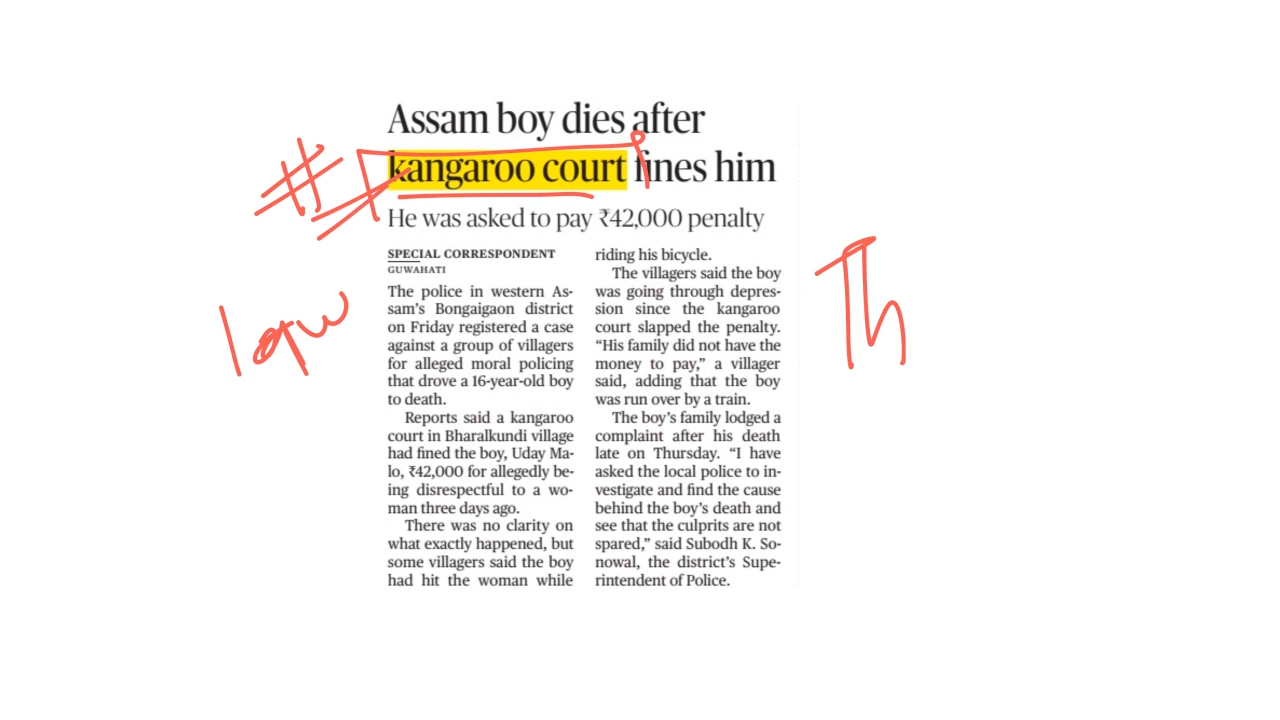 Assam boy dies after
kangaroo court fines him
He was asked to pay ₹42,000 penalty
SPECIAL CORRESPONDENT
GUWAHATI
The police in western As-
sam's Bongaigaon district
on Friday registered a case
against a group of villagers
for alleged moral policing
that drove a 16-year-old boy
to death.
Reports said a kangaroo
court in Bharalkundi village
had fined the boy, Uday Ma-
lo, ₹42,000 for allegedly be-
ing disrespectful to a wo-
man three days ago.
There was no clarity on
what exactly happened, but
some villagers said the boy
had hit the woman while
riding his bicycle.
The villagers said the boy
was going through depres-
sion since the kangaroo
court slapped the penalty.
“His family did not have the
money to pay,” a villager
said, adding that the boy
was run over by a train.
The boy's family lodged a
complaint after his death
late on Thursday. “I have
asked the local police to in-
vestigate and find the cause
behind the boy's death and
see that the culprits are not
spared,” said Subodh K. So-
nowal, the district's Supe-
rintendent of Police.
law
Th